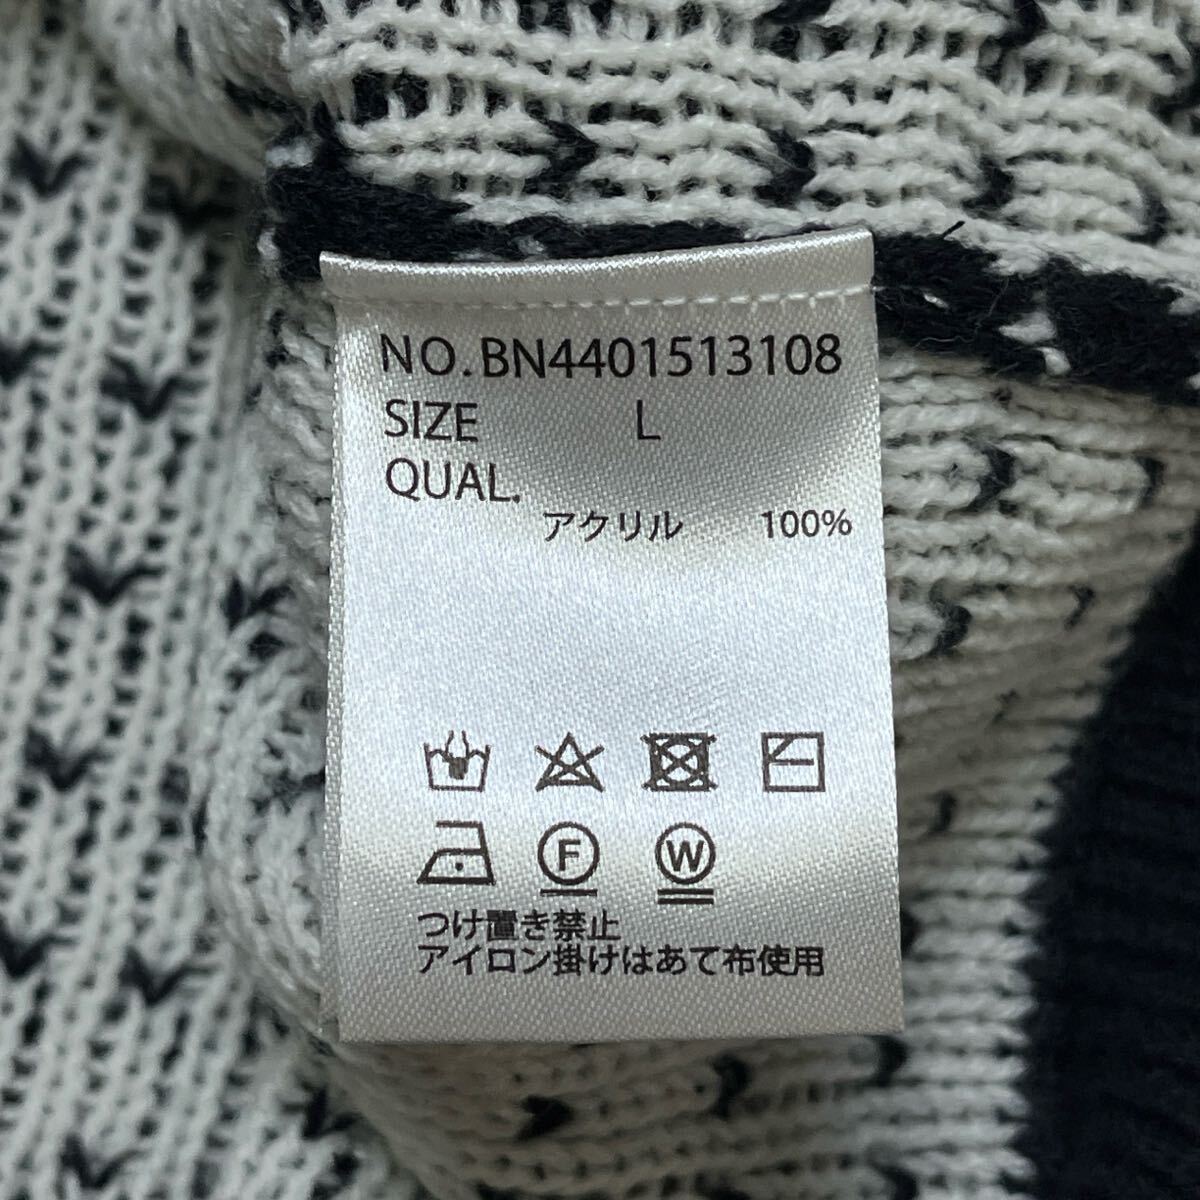 NO.BN4401513108
SIZE L
QUAL.
アクリル 100%
F W
つけ置き禁止
アイロン掛けはあて布使用